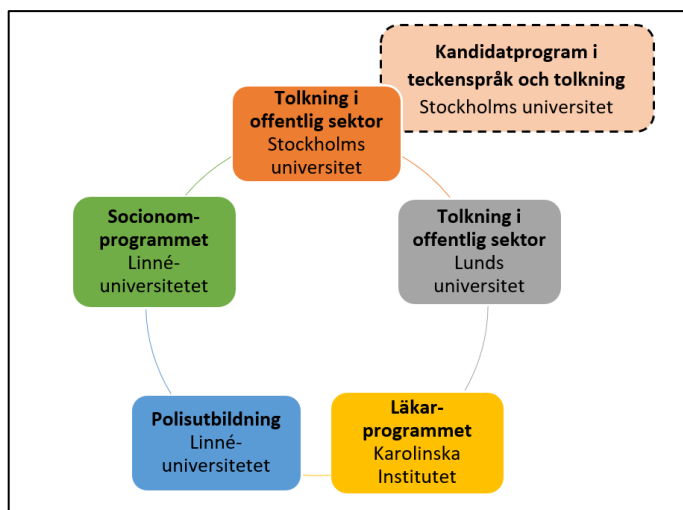 Kandidatprogram i
teckenspråk och tolkning
Stockholms universitet
Tolkning i
offentlig sektor
Stockholms
universitet
Socionom-
programmet
Linné-
universitetet
Tolkning i
offentlig sektor
Lunds
universitet
Polisutbildning
Linné-
universitetet
Läkar-
programmet
Karolinska
Institutet